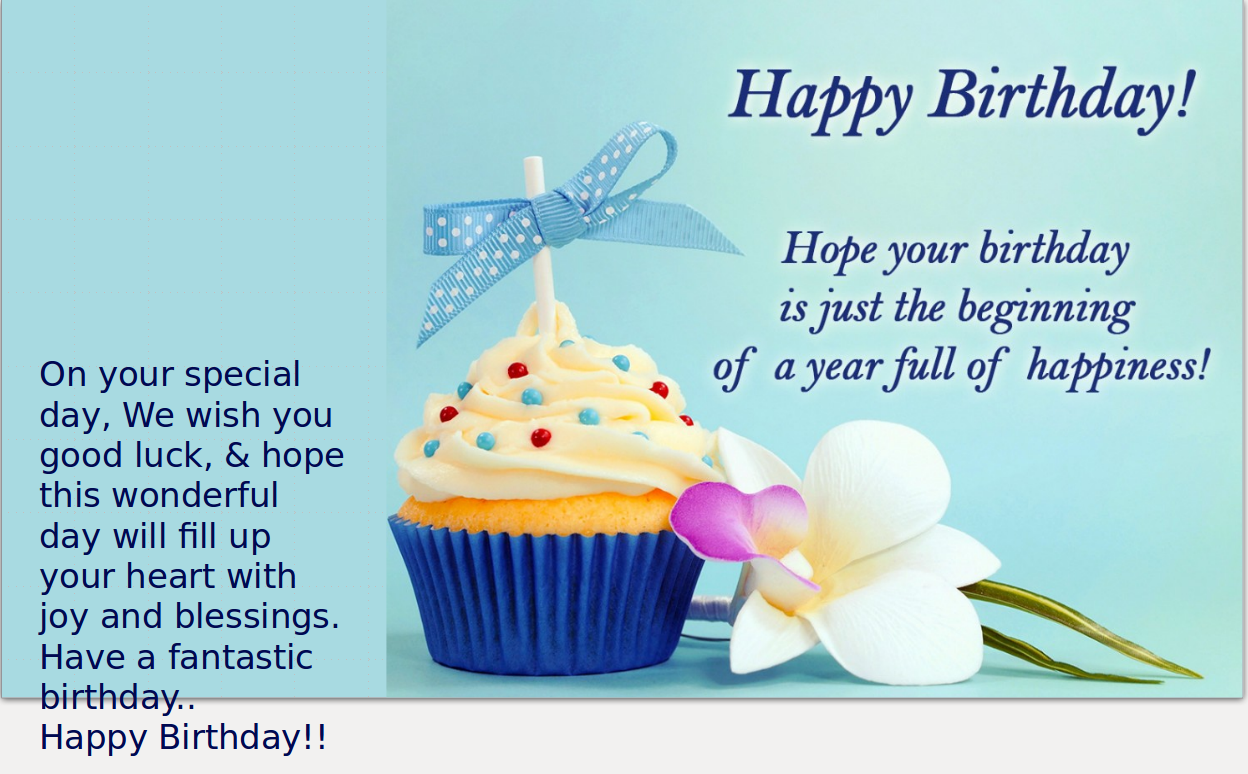 Happy Birthday!
Hope your birthday
is just the beginning
of a year full of happiness!
On your special
day, We wish you
good luck, & hope
this wonderful
day will fill up
your heart with
joy and blessings.
Have a fantastic
birthday..
Happy Birthday!!